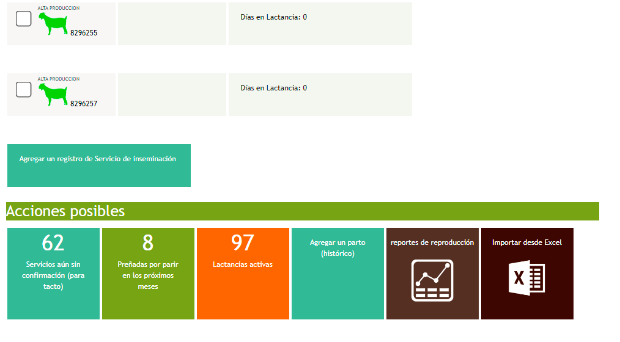 ALTA PRODUCCION
8296255
Días en Lactancia: 0
ALTA PRODUCCION
8296257
Días en Lactancia: 0
Agregar un registro de Servicio de inseminación
Acciones posibles
62
Servicios aún sin
confirmación (para
tacto)
8
Preñadas por parir
en los próximos
meses
97
Lactancias activas
Agregar un parto
(histórico)
reportes de reproducción
Importar desde Excel
X